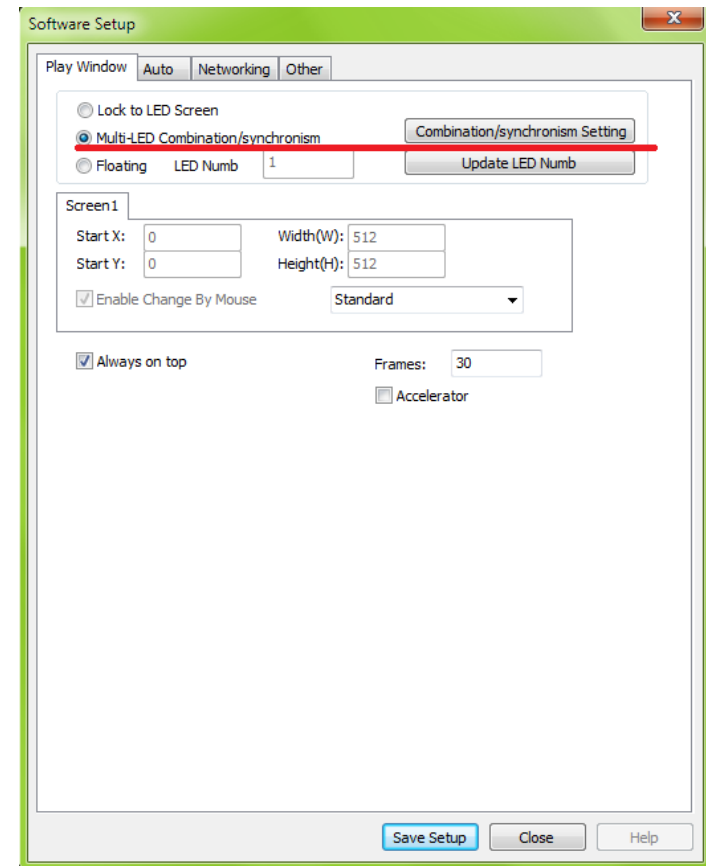 Software Setup
X
Play Window Auto Networking Other
Lock to LED Screen
Multi-LED Combination/synchronism Combination/synchronism Setting
Floating LED Numb 1 Update LED Numb
Screen1
Start X: 0 Width(W): 512
Start Y: 0 Height(H): 512
Enable Change By Mouse Standard
Always on top Frames: 30
Accelerator
Save Setup Close Help